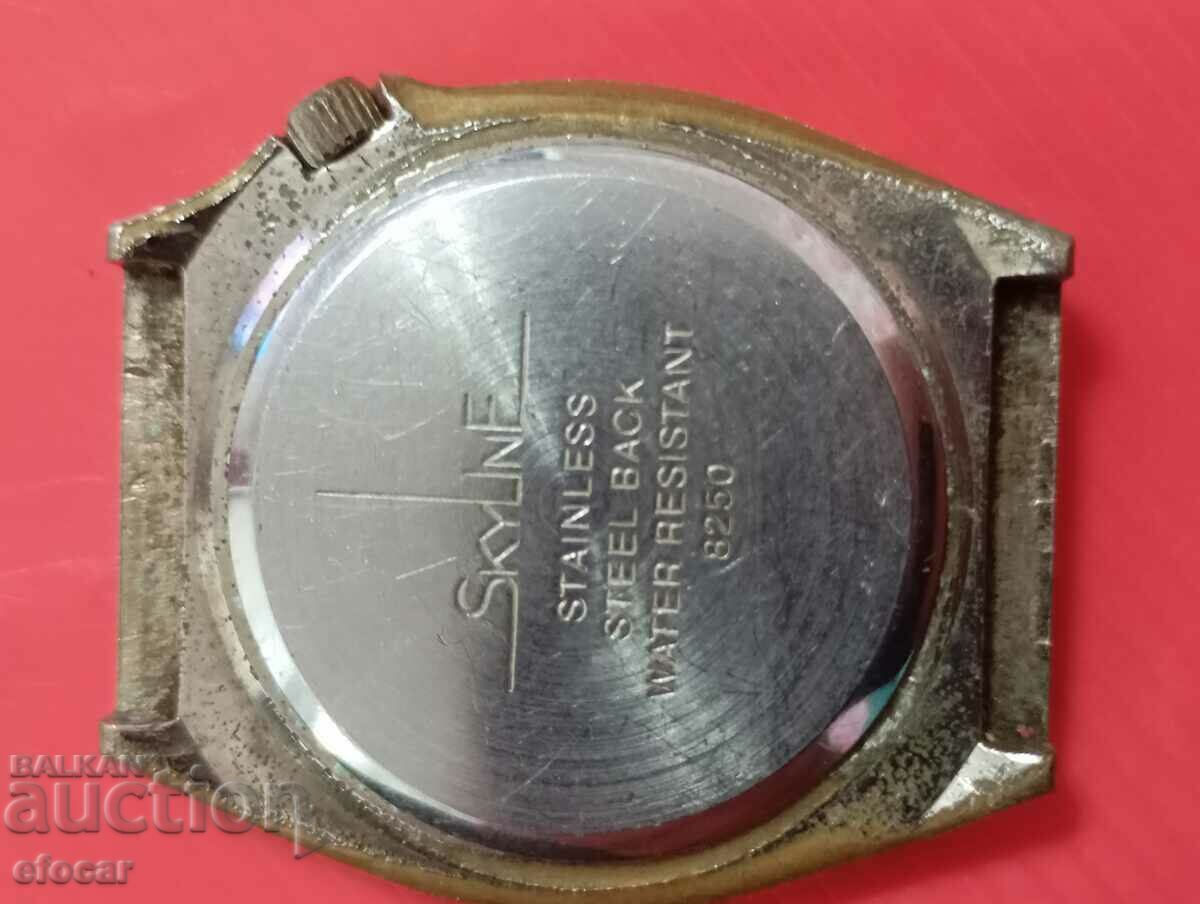 SKYLINE
STAINLESS
STEEL BACK
WATER RESISTANT
8250
BALKAN
auction
efocar